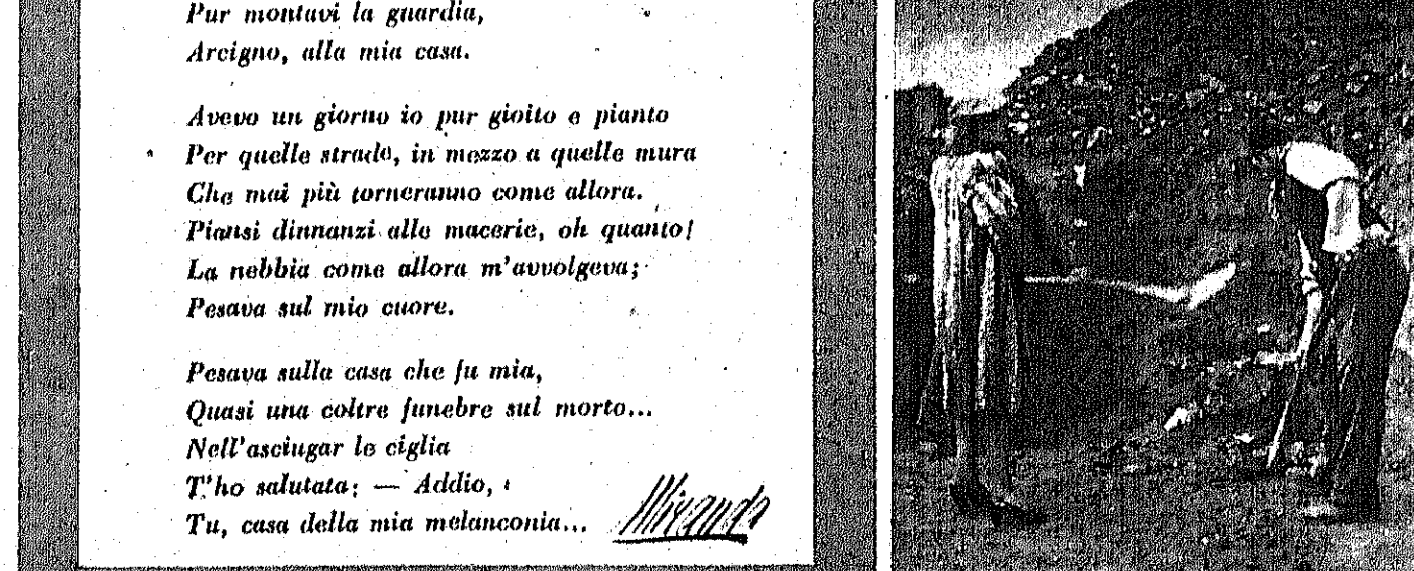 Pur montavi la guardia,
Arcigno, alla mia casa.
Avevo un giorno io pur gioito e pianto
Per quelle strade, in mezzo a quelle mura
Che mai più torneranno come allora.
Piansi dinnanzi alle macerie, oh quanto!
La nebbia come allora m'avvolgeva;
Pesava sul mio cuore.
Pesava sulla casa che fu mia,
Quasi una coltre funebre sul morto...
Nell'asciugar le ciglia
T'ho salutata; — Addio,
Tu, casa della mia melanconia...
Miranda